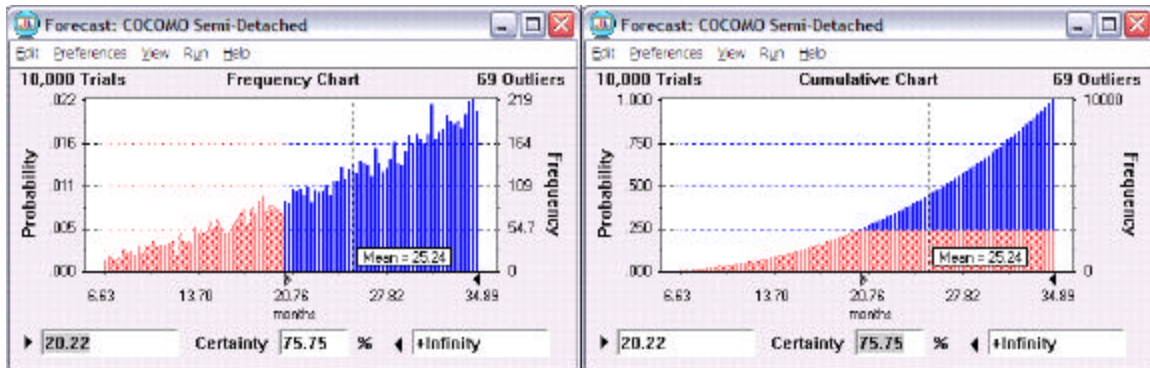 Forecast: COCOMO Semi-Detached
Edit Preferences View Run Help
10,000 Trials Frequency Chart 69 Outliers
.022 219
.016 164
.011 109
.005 54.7
.000 0
Probability
Frequency
Mean = 25.24
6.63 13.70 20.76 27.82 34.89
months
20.22 Certainty 75.75 % +Infinity
Forecast: COCOMO Semi-Detached
Edit Preferences View Run Help
10,000 Trials Cumulative Chart 69 Outliers
1.000 10000
.750
.500
.250
.000 0
Probability
Frequency
Mean = 25.24
6.63 13.70 20.76 27.82 34.89
months
20.22 Certainty 75.75 % +Infinity